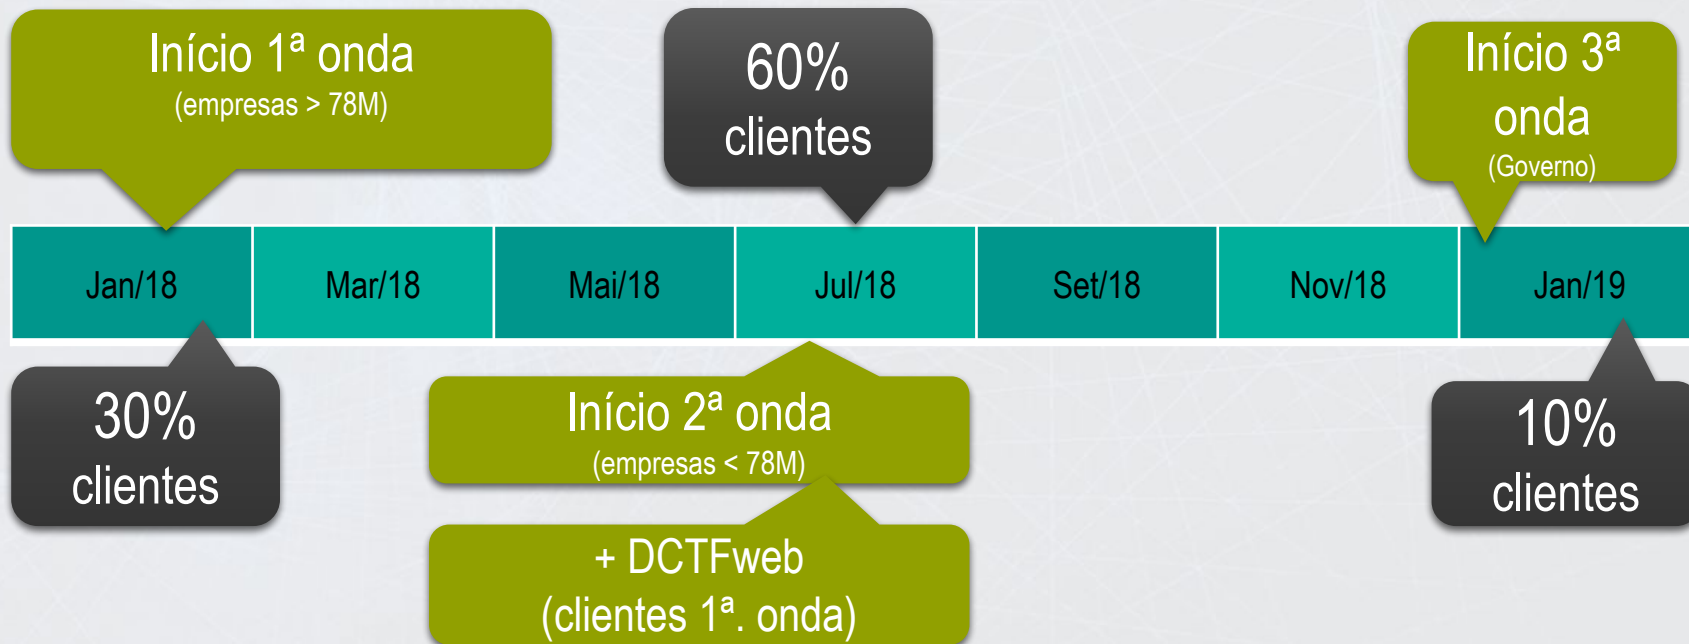 Início 1ª onda
(empresas > 78M)
60%
clientes
Início 3ª
onda
(Governo)
Jan/18
Mar/18
Mai/18
Jul/18
Set/18
Nov/18
Jan/19
30%
clientes
Início 2ª onda
(empresas < 78M)
10%
clientes
+ DCTFweb
(clientes 1ª. onda)